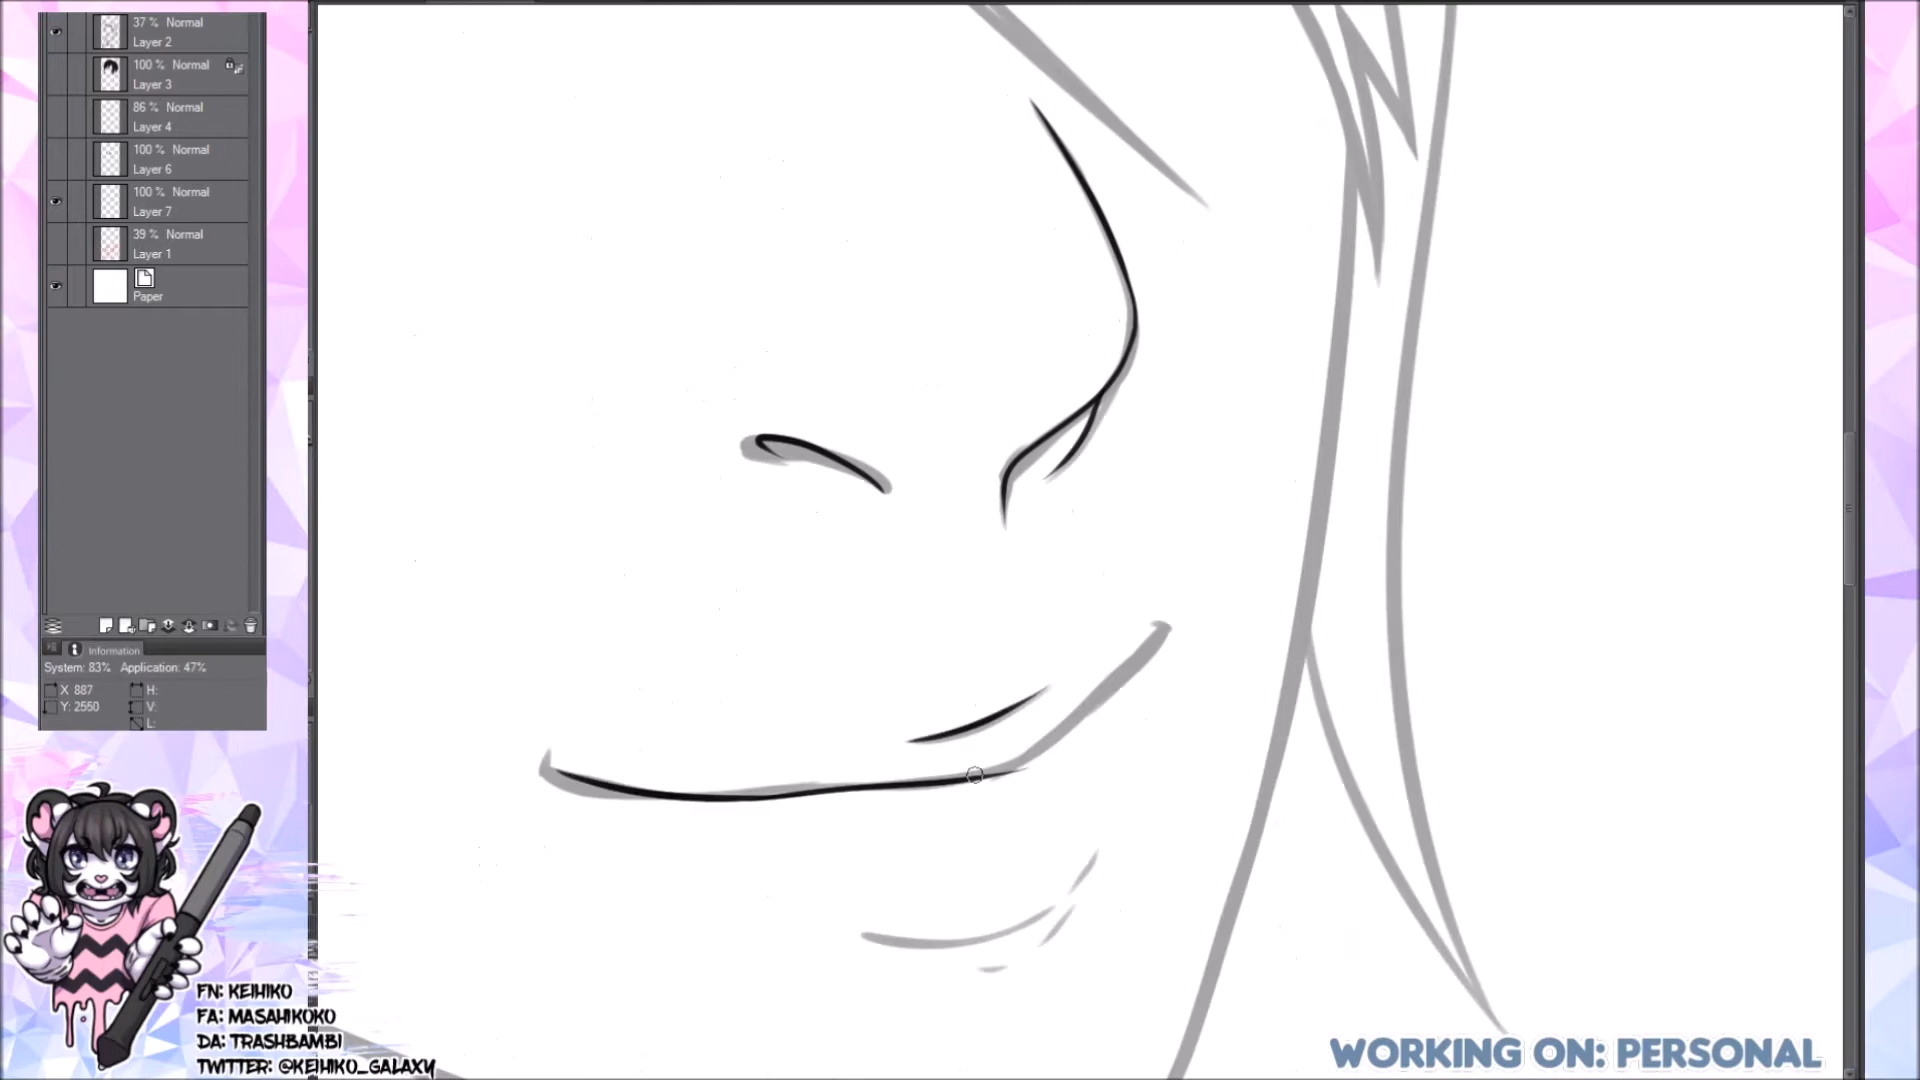 37 % Normal
Layer 2
100 % Normal
Layer 3
86 % Normal
Layer 4
100 % Normal
Layer 6
100 % Normal
Layer 7
39 % Normal
Layer 1
Paper
Information
System: 83% Application: 47%
X 887 H:
Y: 2550 V:
L:
FN: KEIHIKO
FA: MASAHIKOKO
DA: TRASHBAMBI
TWITTER: @KEIHIKO_GALAXY
WORKING ON: PERSONAL